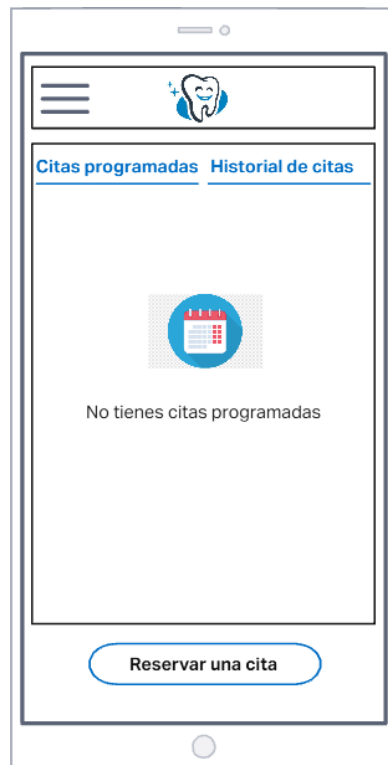 Citas programadas Historial de citas
No tienes citas programadas
Reservar una cita